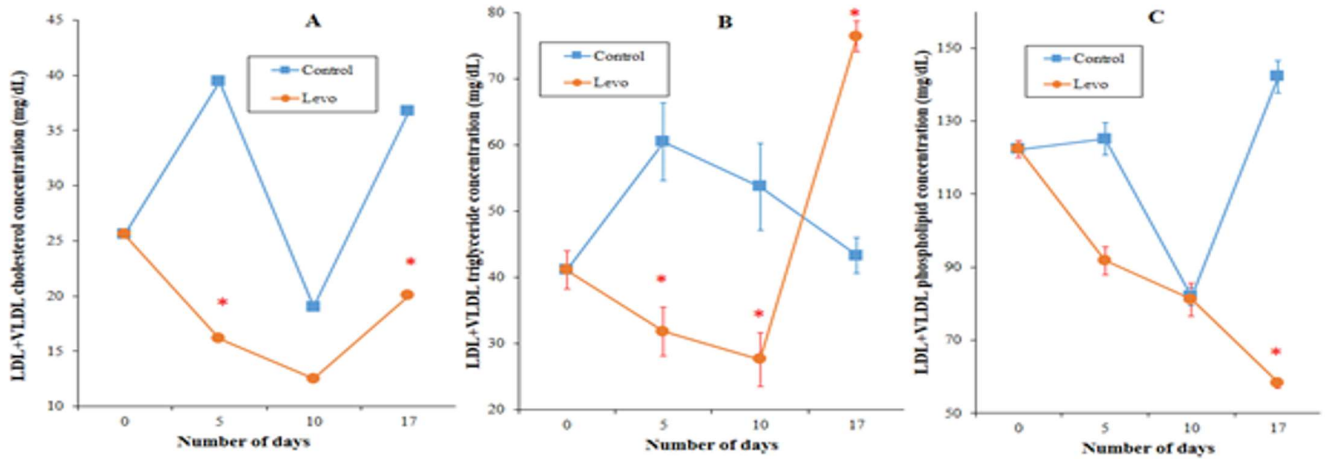 A
LDL+VLDL cholesterol concentration (mg/dL)
45
40
35
30
25
20
15
10
Control
Levo
*
*
0 5 10 17
Number of days
B
LDL+VLDL triglyceride concentration (mg/dL)
80
70
60
50
40
30
20
Control
Levo
*
*
*
0 5 10 17
Number of days
C
LDL+VLDL phospholipid concentration (mg/dL)
150
130
110
90
70
50
Control
Levo
*
0 5 10 17
Number of days